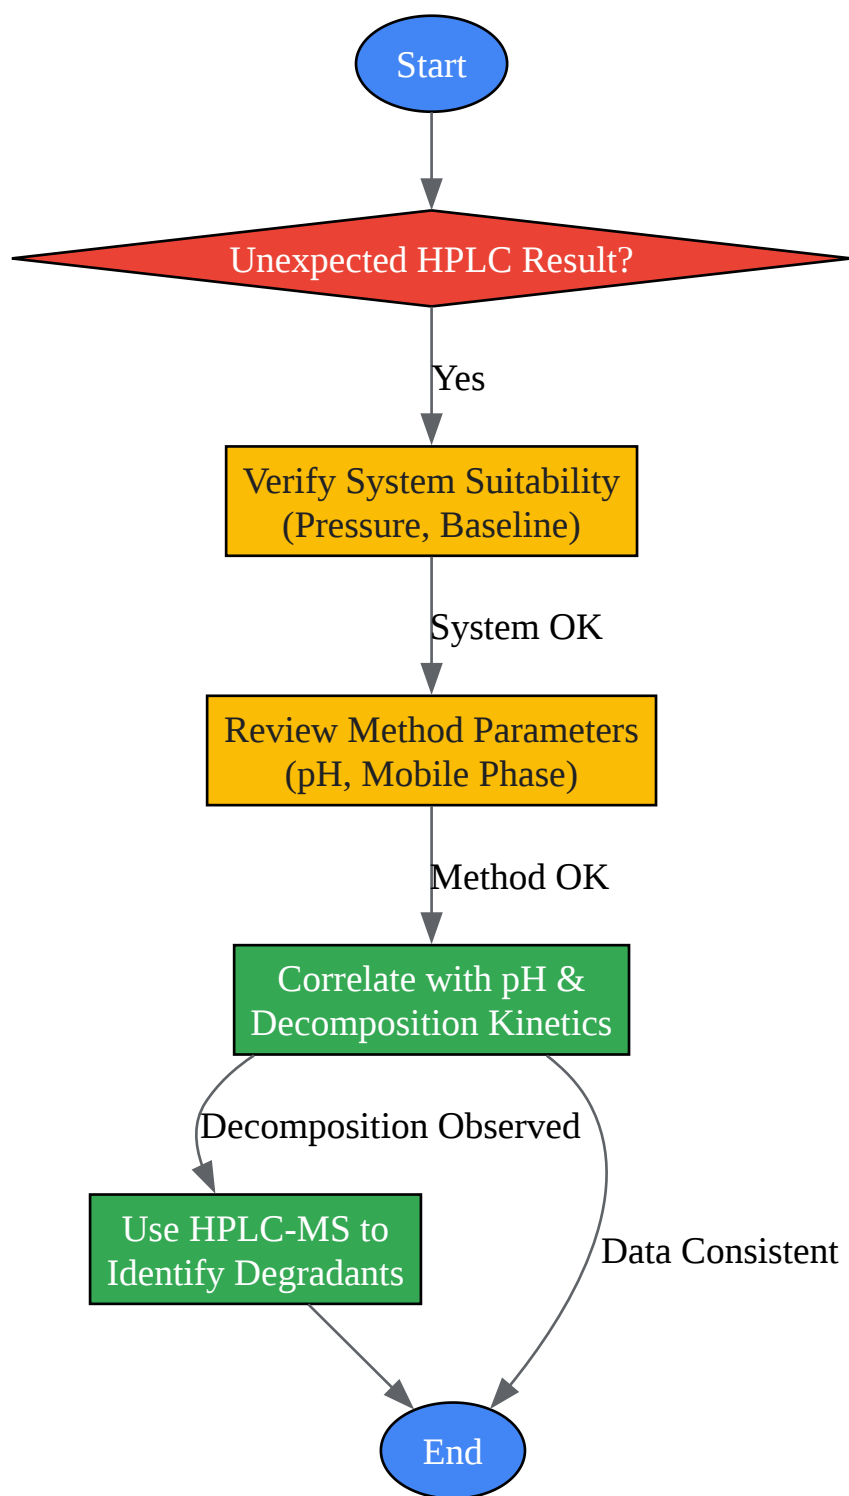 Start
Unexpected HPLC Result?
Yes
Verify System Suitability
(Pressure, Baseline)
System OK
Review Method Parameters
(pH, Mobile Phase)
Method OK
Correlate with pH &
Decomposition Kinetics
Decomposition Observed
Use HPLC-MS to
Identify Degradants
Data Consistent
End